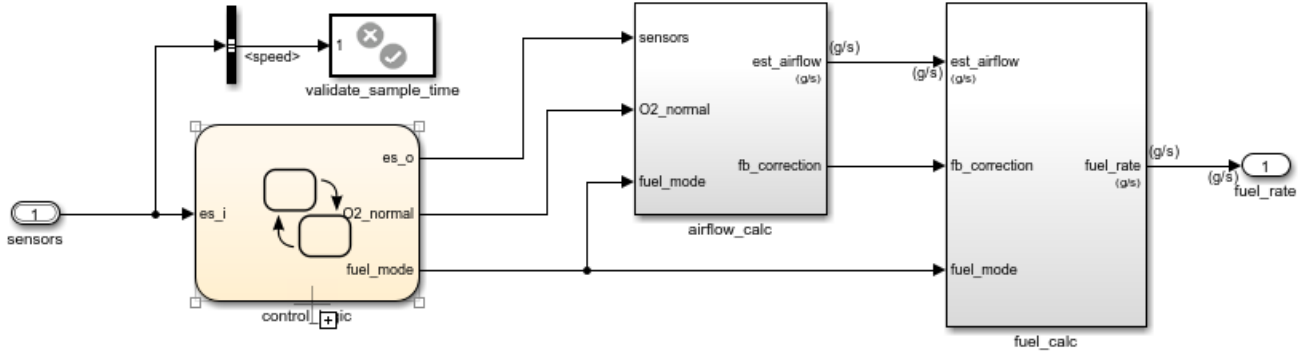 <speed>
1
validate_sample_time
1
sensors
es_i
es_o
O2_normal
fuel_mode
sensors
O2_normal
fuel_mode
est_airflow
(g/s)
fb_correction
airflow_calc
(g/s)
(g/s)
est_airflow
(g/s)
fb_correction
fuel_mode
fuel_rate
(g/s)
fuel_calc
(g/s)
(g/s)
1
fuel_rate